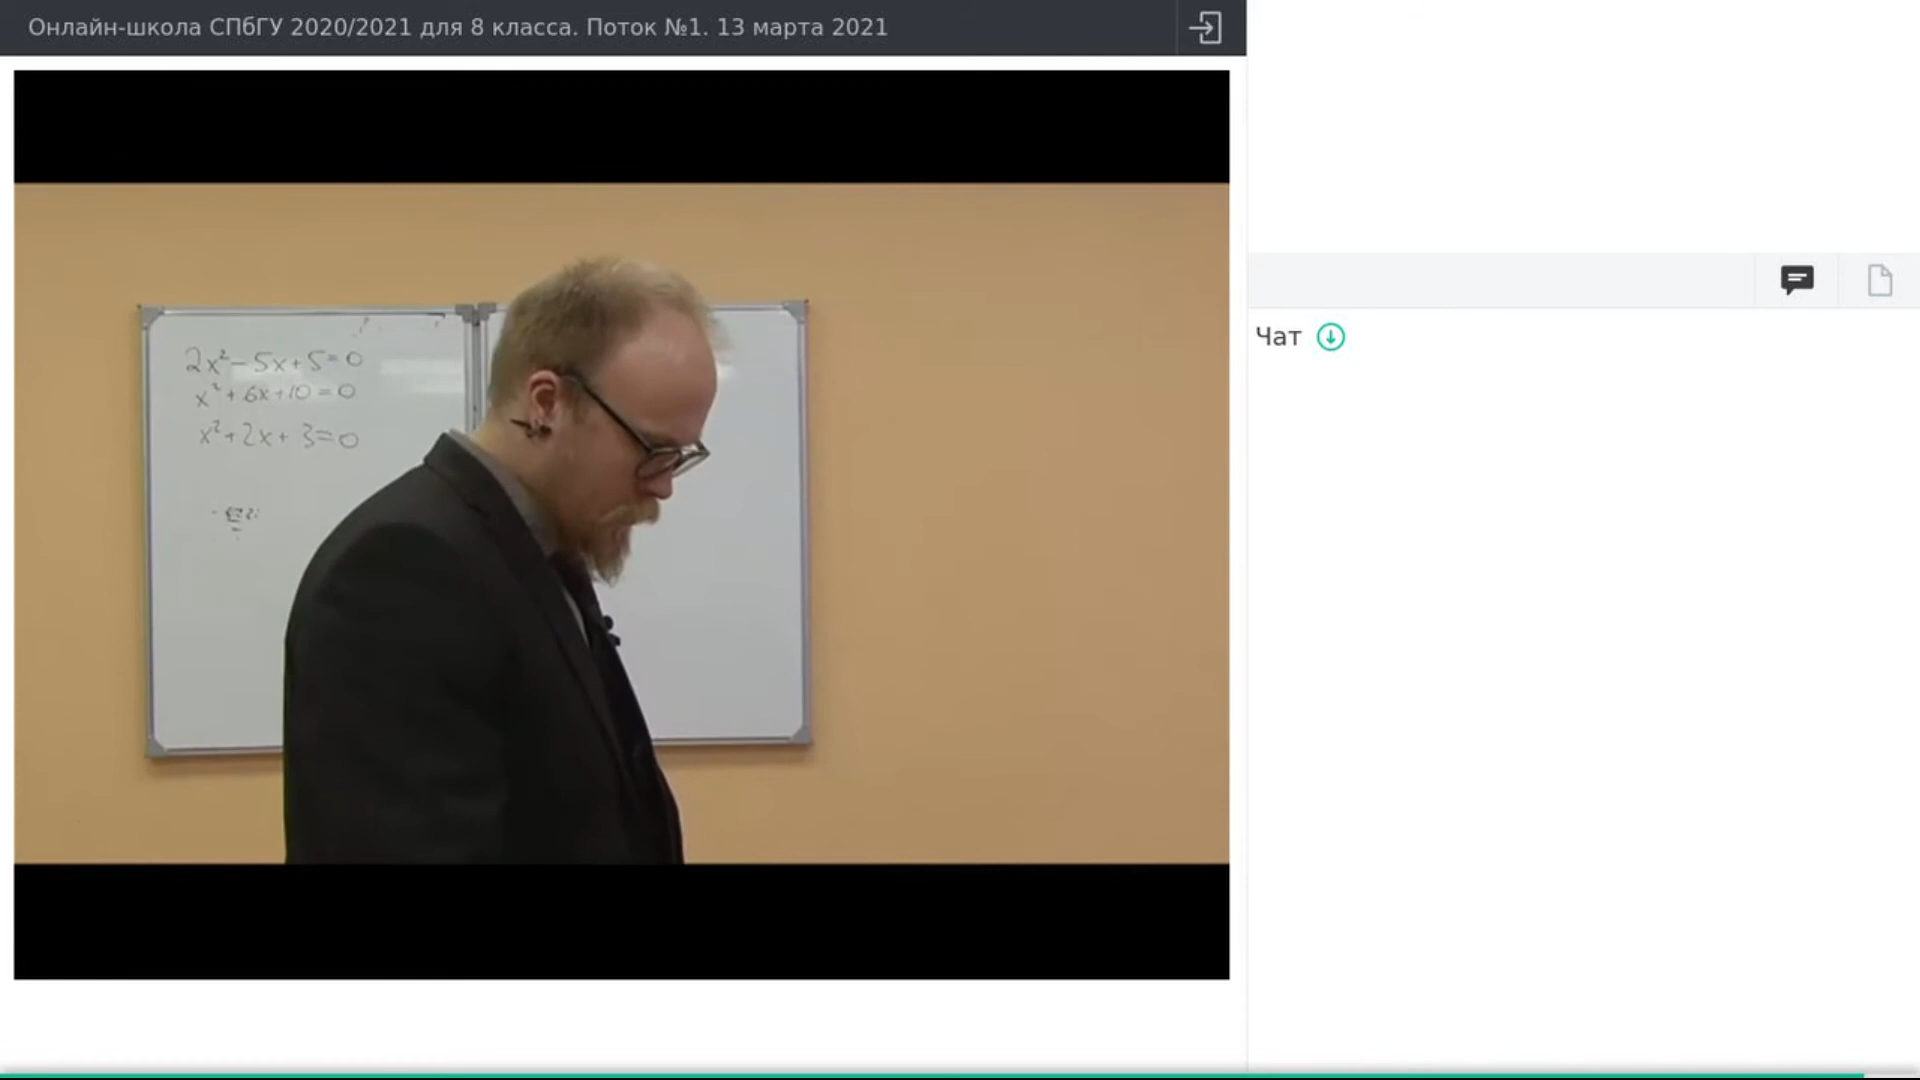 Онлайн-школа СПбГУ 2020/2021 для 8 класса. Поток №1. 13 марта 2021
2x² - 5x + 5 = 0
x² + 6x + 10 = 0
x² + 2x + 3 = 0
Чат